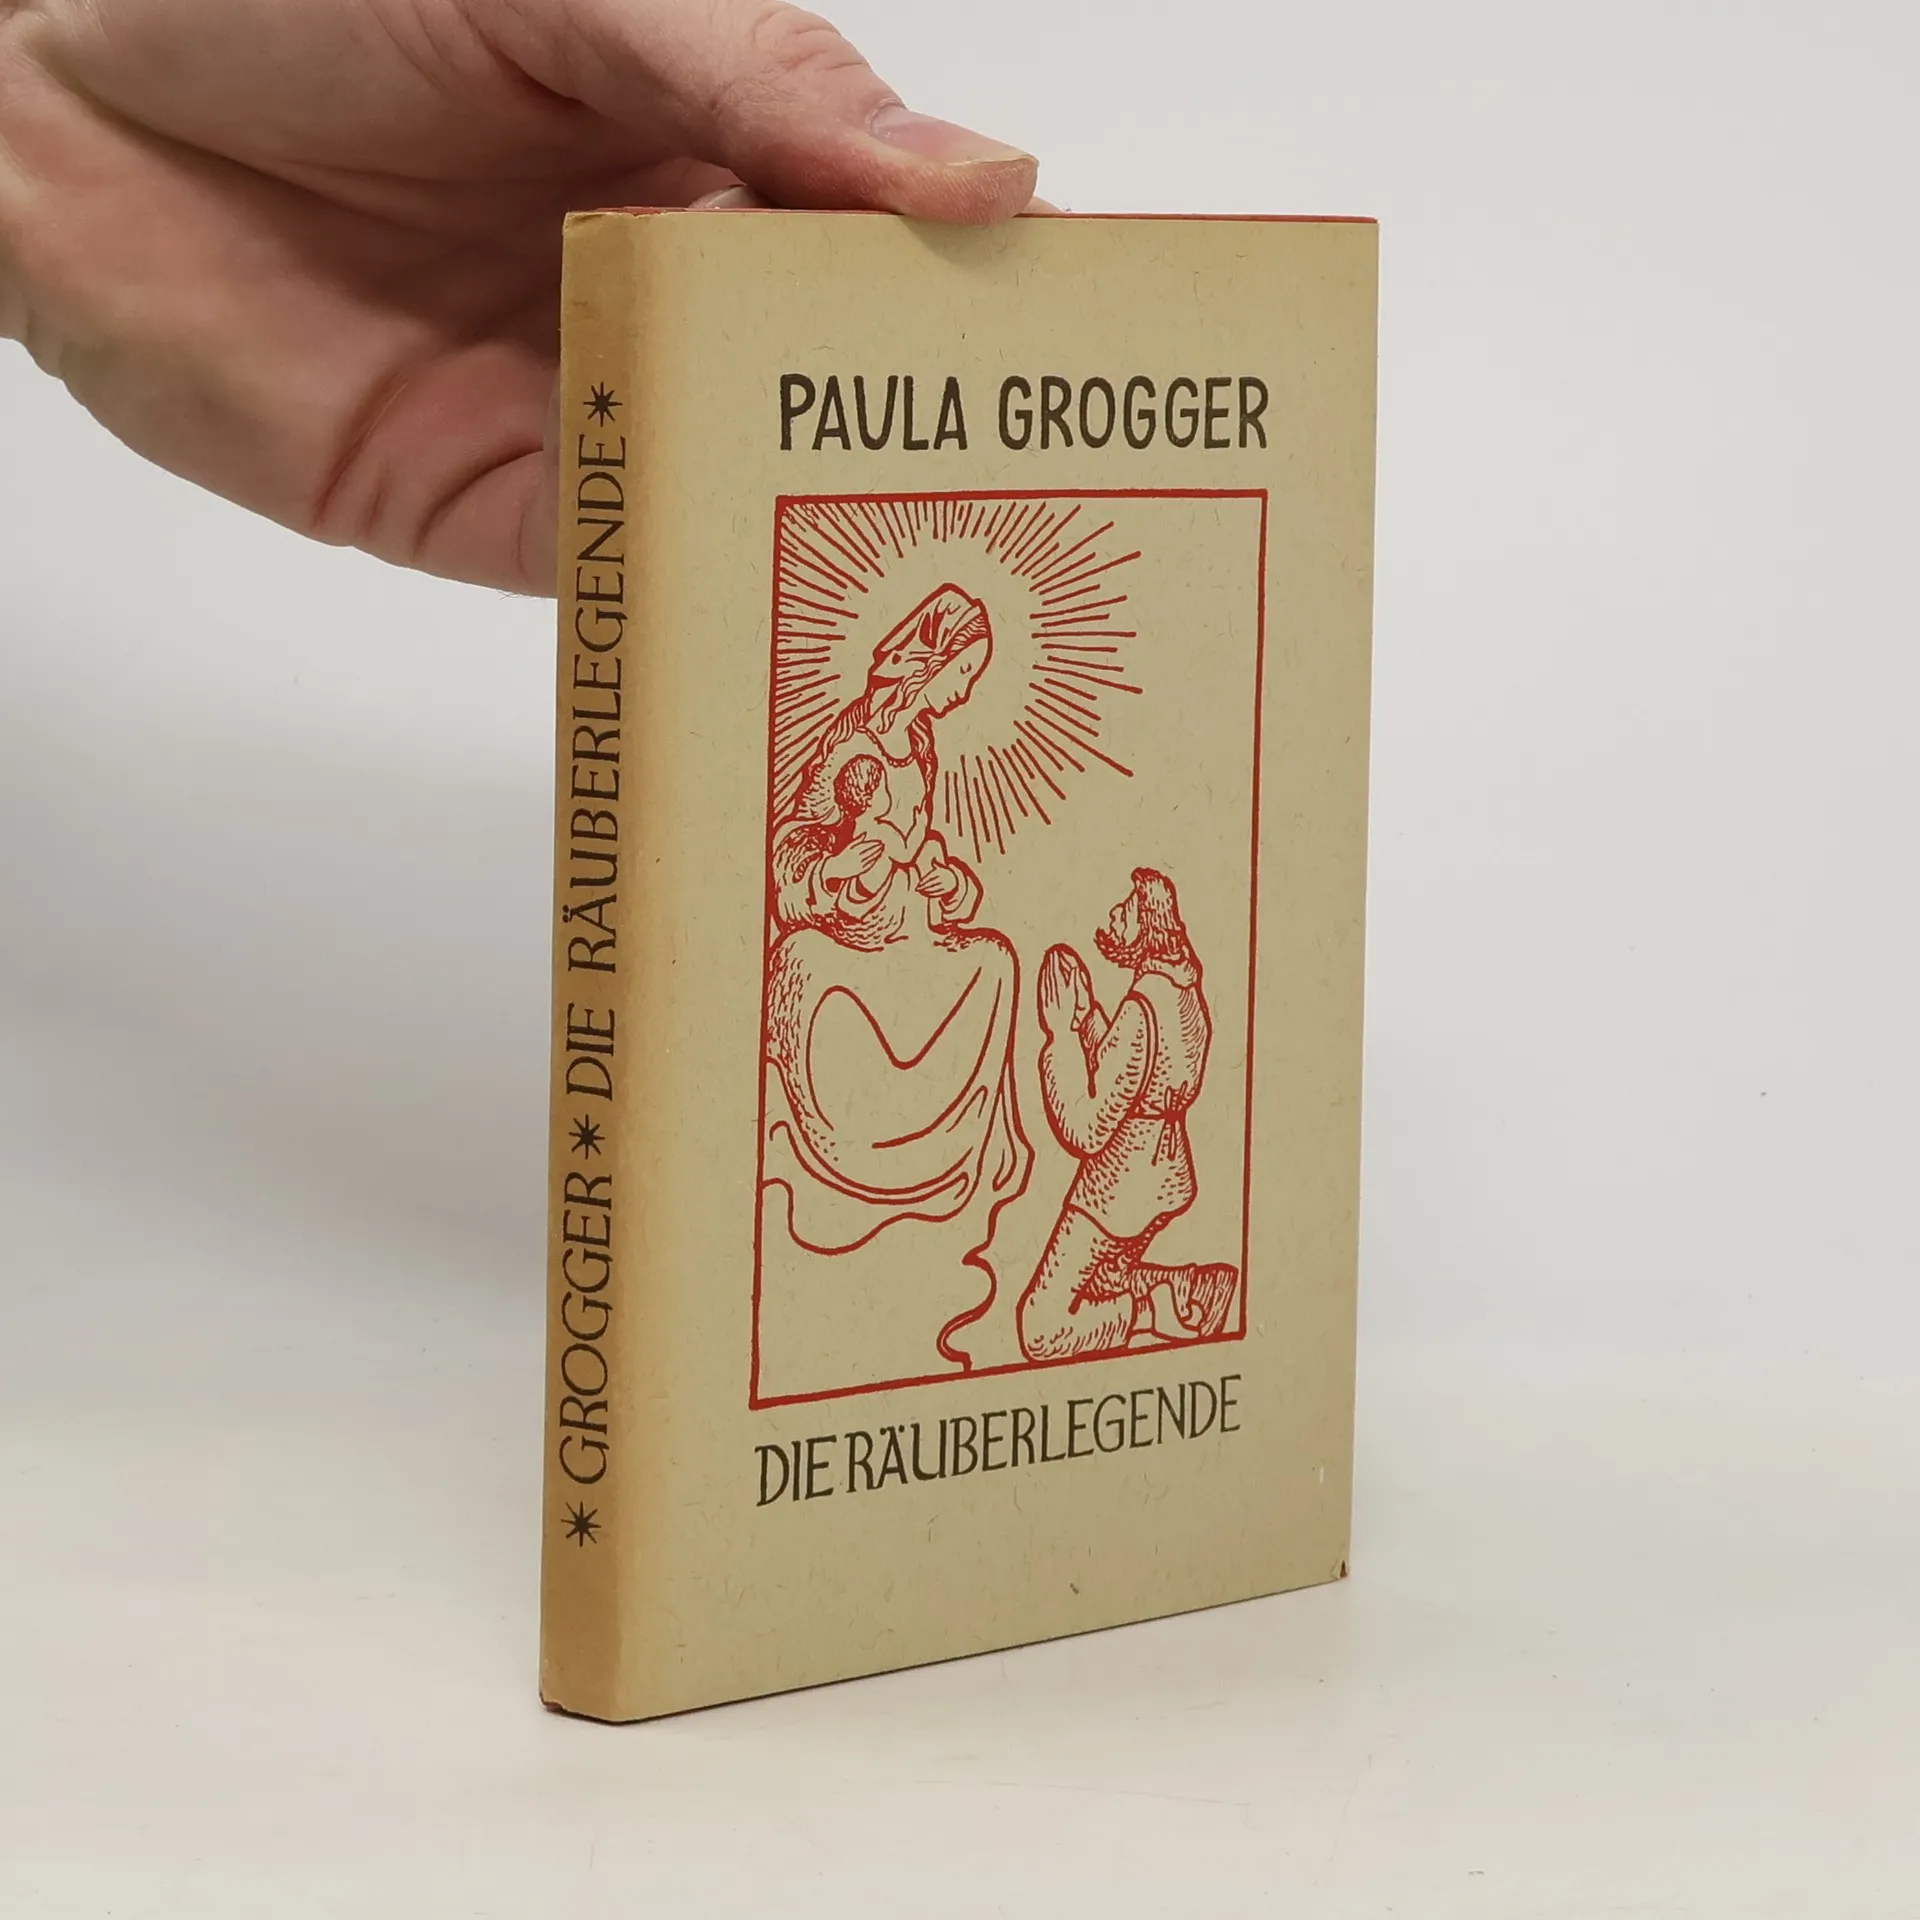 PAULA GROGGER
DIE RÄUBERLEGENDE
* GROGGER * DIE RÄUBERLEGENDE *